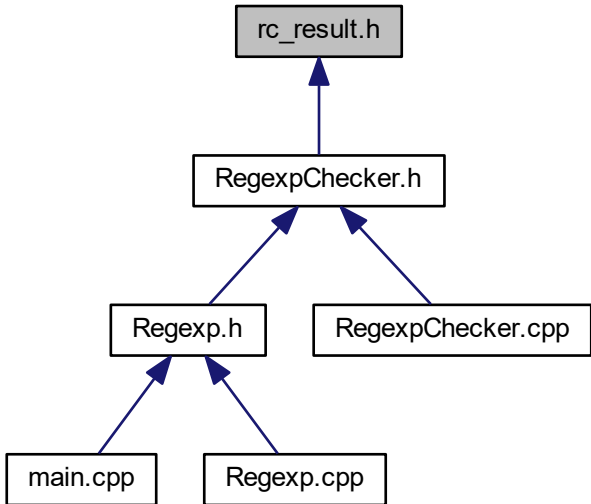 rc_result.h
RegexpChecker.h
Regexp.h
RegexpChecker.cpp
main.cpp
Regexp.cpp